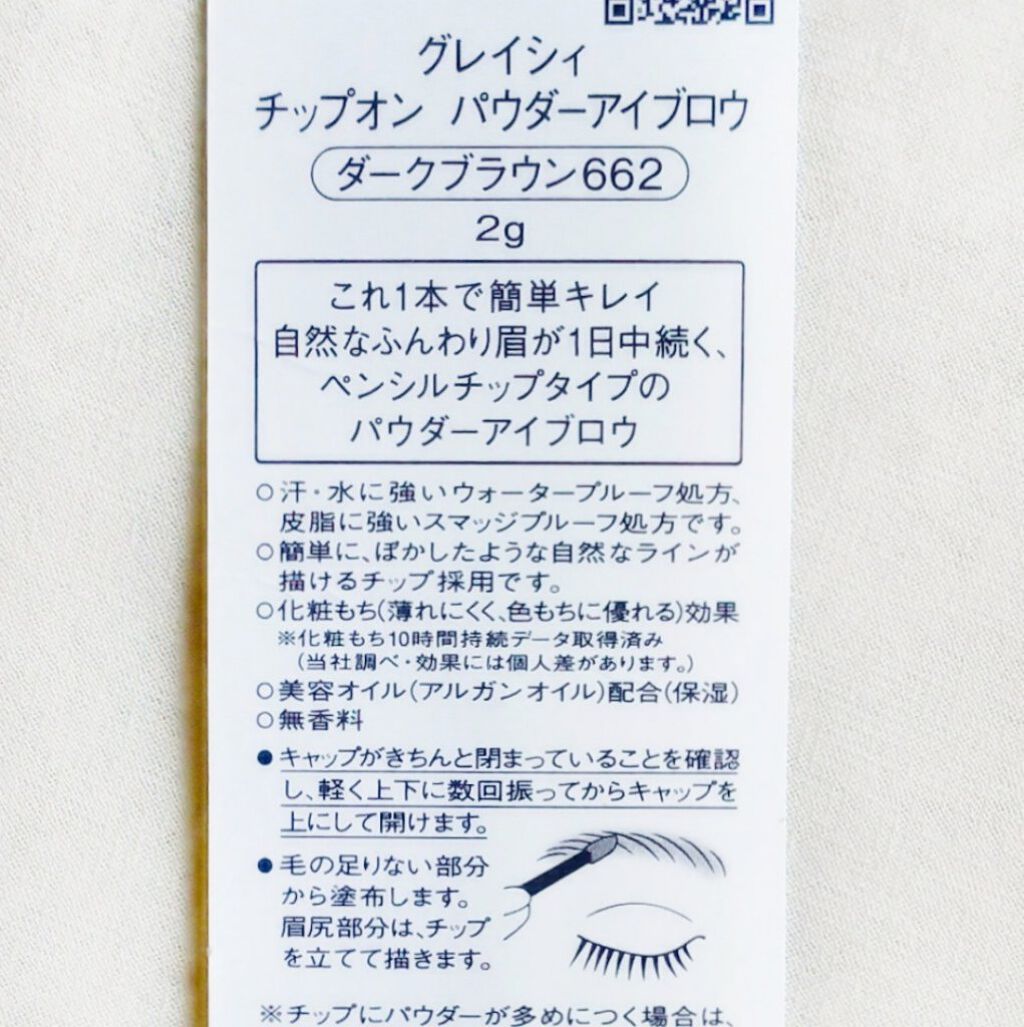 グレイシィ
チップオン パウダーアイブロウ
ダークブラウン662
2g
これ1本で簡単キレイ
自然なふんわり眉が1日中続く、
ペンシルチップタイプの
パウダーアイブロウ
○汗・水に強いウォータープルーフ処方、
皮脂に強いスマッジプルーフ処方です。
○簡単に、ぼかしたような自然なラインが
描けるチップ採用です。
○化粧もち(薄れにくく、色もちに優れる)効果
※化粧もち10時間持続データ取得済み
(当社調べ・効果には個人差があります。)
○美容オイル(アルガンオイル)配合(保湿)
○無香料
●キャップがきちんと閉まっていることを確認
し、軽く上下に数回振ってからキャップを
上にして開けます。
●毛の足りない部分
から塗布します。
眉尻部分は、チップ
を立てて描きます。
※チップにパウダーが多めにつく場合は、